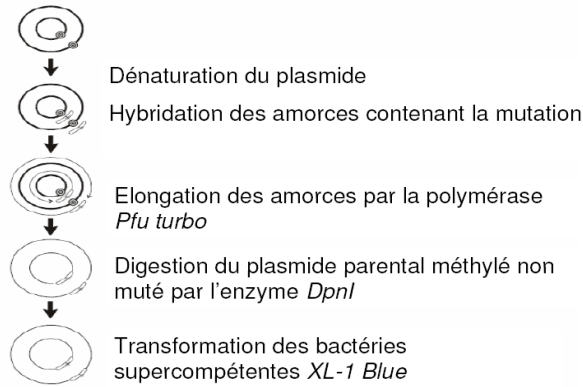 Dénaturation du plasmide
Hybridation des amorces contenant la mutation
Elongation des amorces par la polymérase
Pfu turbo
Digestion du plasmide parental méthylé non
muté par l'enzyme DpnI
Transformation des bactéries
supercompétentes XL-1 Blue